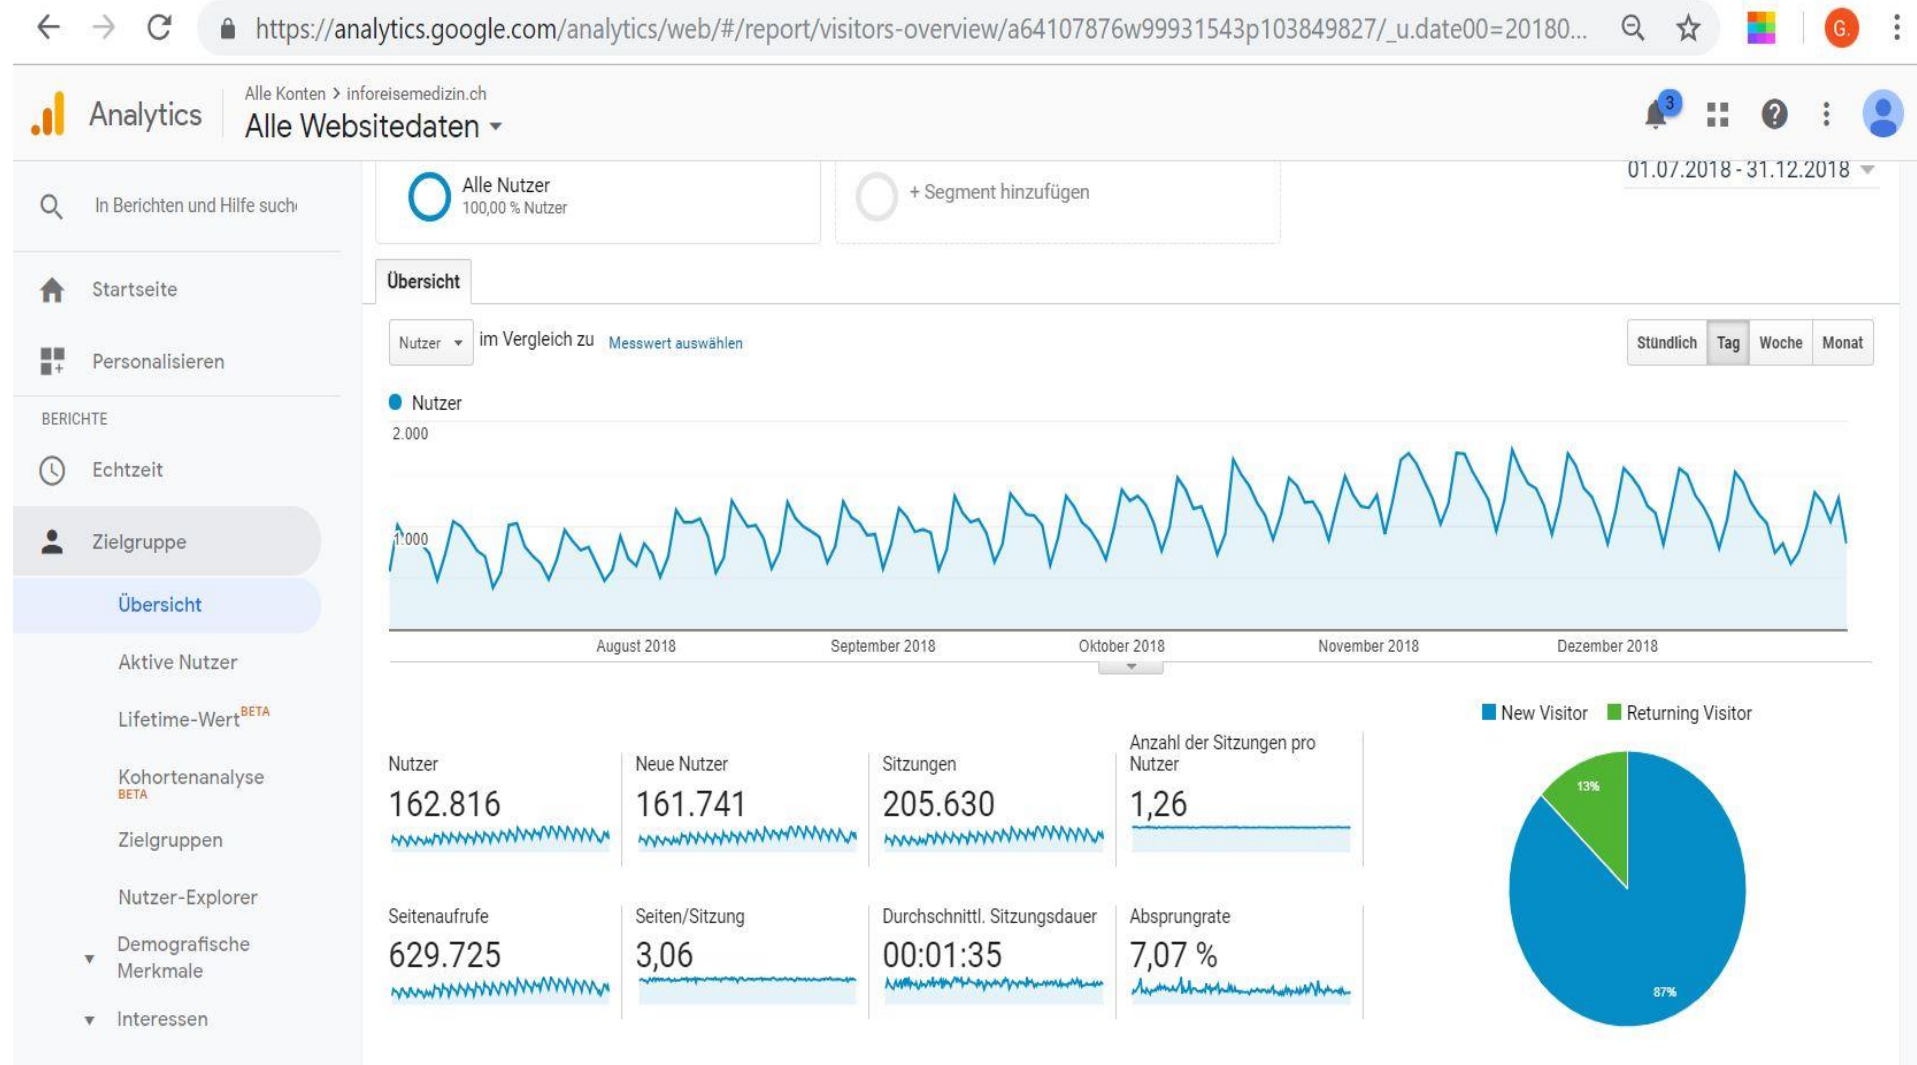 https://analytics.google.com/analytics/web/#/report/visitors-overview/a64107876w99931543p103849827/_u.date00=20180...
G.
Analytics
Alle Konten > inforeisemedizin.ch
Alle Websitedaten
3
In Berichten und Hilfe such
Alle Nutzer
100,00 % Nutzer
+ Segment hinzufügen
01.07.2018 - 31.12.2018
Startseite
Personalisieren
BERICHTE
Echtzeit
Zielgruppe
Übersicht
Aktive Nutzer
Lifetime-Wert BETA
Kohortenanalyse
BETA
Zielgruppen
Nutzer-Explorer
Demografische
Merkmale
Interessen
Übersicht
Nutzer im Vergleich zu Messwert auswählen
Stündlich Tag Woche Monat
Nutzer
2.000
1.000
August 2018 September 2018 Oktober 2018 November 2018 Dezember 2018
Nutzer
162.816
Neue Nutzer
161.741
Sitzungen
205.630
Anzahl der Sitzungen pro
Nutzer
1,26
Seitenaufrufe
629.725
Seiten/Sitzung
3,06
Durchschnittl. Sitzungsdauer
00:01:35
Absprungrate
7,07 %
New Visitor Returning Visitor
13%
87%